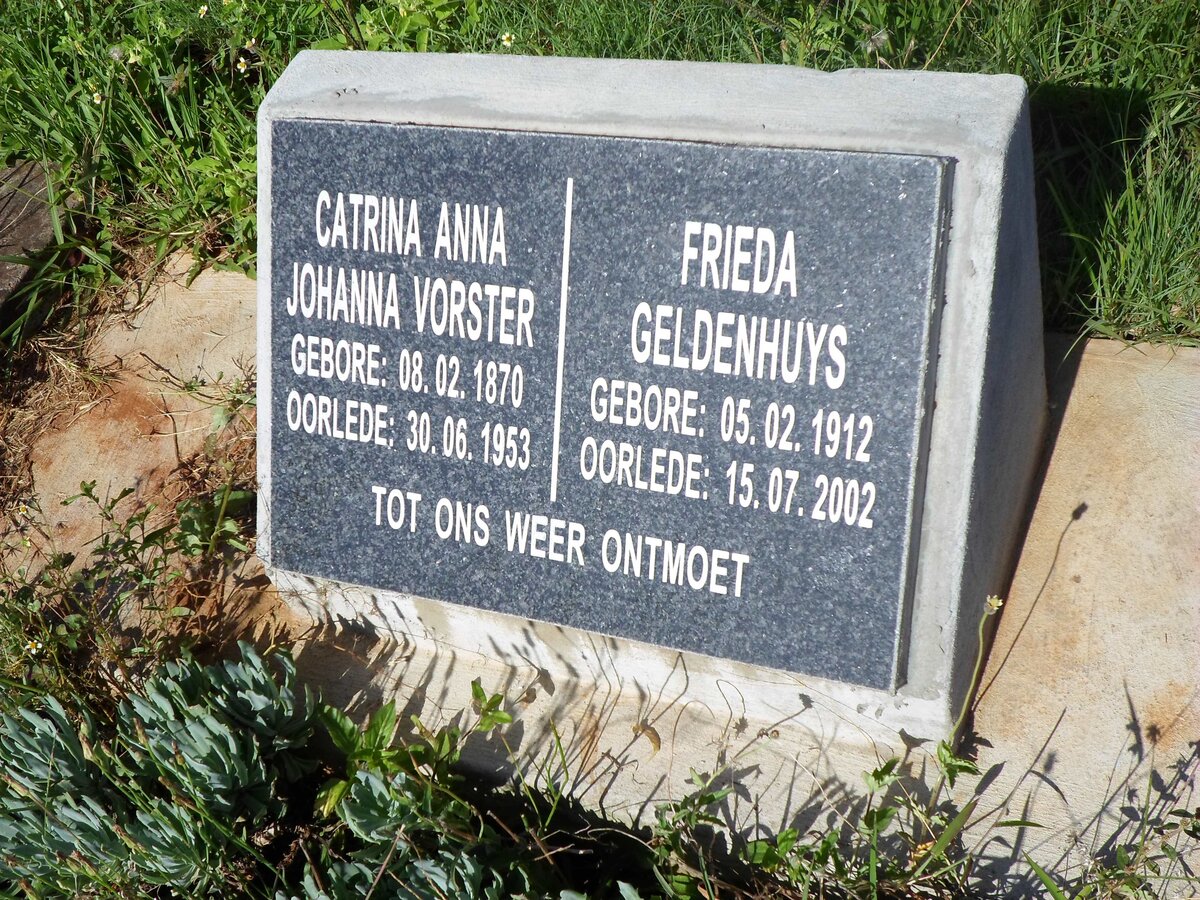 CATRINA ANNA
JOHANNA VORSTER
GEBORE: 08. 02. 1870
OORLEDE: 30. 06. 1953
FRIEDA
GELDENHUYS
GEBORE: 05. 02. 1912
OORLEDE: 15. 07. 2002
TOT ONS WEER ONTMOET